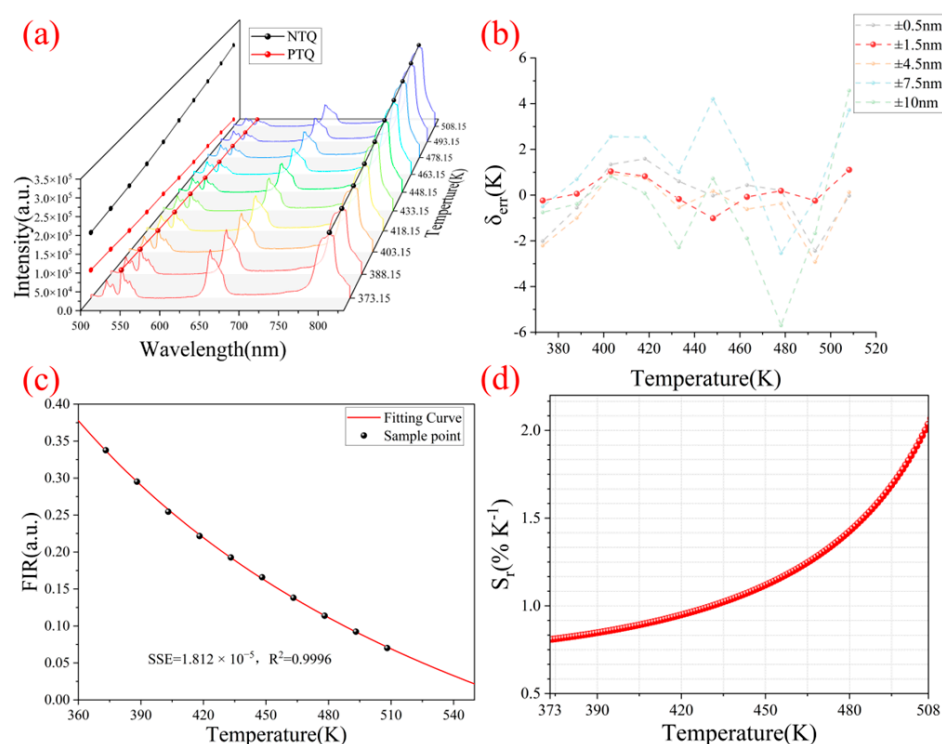 (a)
NTQ
PTQ
Intensity(a.u.)
3.5×10⁵
3.0×10⁵
2.5×10⁵
2.0×10⁵
1.5×10⁵
1.0×10⁵
5.0×10⁴
0.0
500 550 600 650 700 750 800
Wavelength(nm)
508.15
493.15
478.15
463.15
448.15
433.15
418.15
403.15
388.15
373.15
Temperture(K)
(b)
±0.5nm
±1.5nm
±4.5nm
±7.5nm
±10nm
δerr(K)
6
4
2
0
-2
-4
-6
380 400 420 440 460 480 500 520
Temperature(K)
(c)
Fitting Curve
Sample point
FIR(a.u.)
0.40
0.35
0.30
0.25
0.20
0.15
0.10
0.05
0.00
SSE=1.812 × 10⁻⁵, R²=0.9996
360 390 420 450 480 510 540
Temperature(K)
(d)
Sr(% K⁻¹)
2.0
1.5
1.0
0.5
373 390 420 450 480 508
Temperature(K)